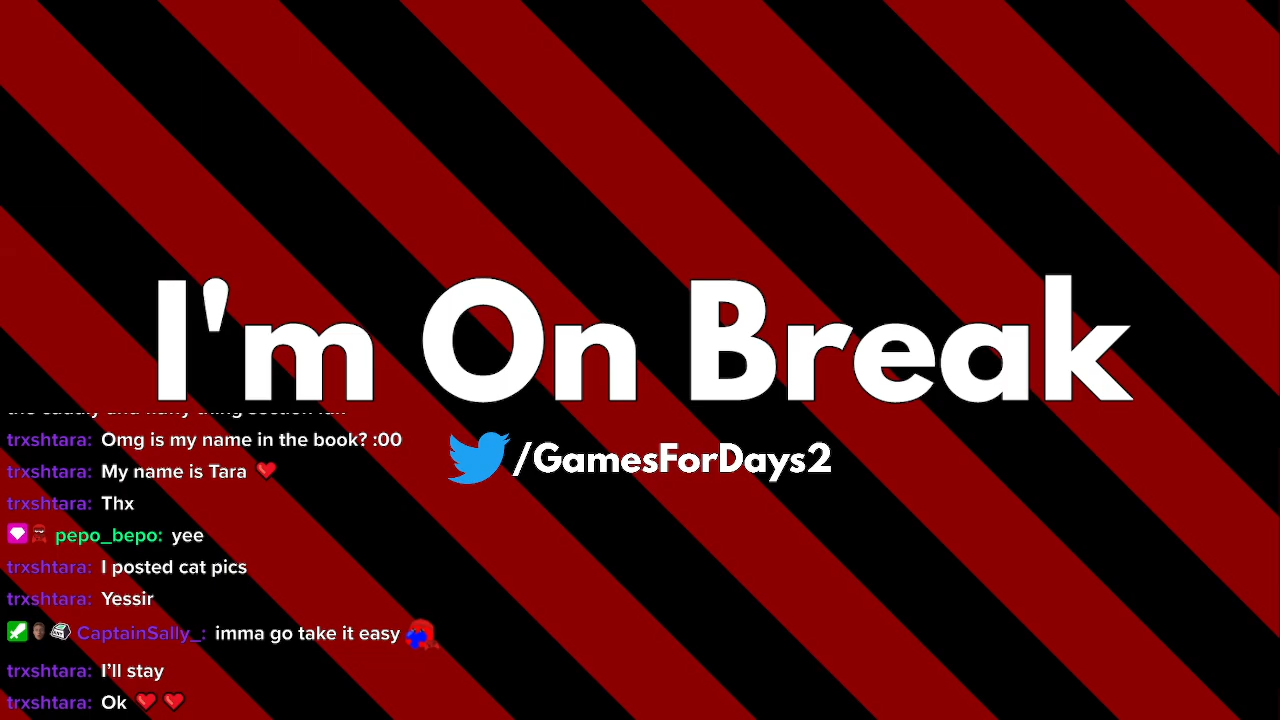 I'm On Break
/GamesForDays2
trxshtara: Omg is my name in the book? :00
trxshtara: My name is Tara
trxshtara: Thx
pepo_bepo: yee
trxshtara: I posted cat pics
trxshtara: Yessir
CaptainSally_: imma go take it easy
trxshtara: I'll stay
trxshtara: Ok